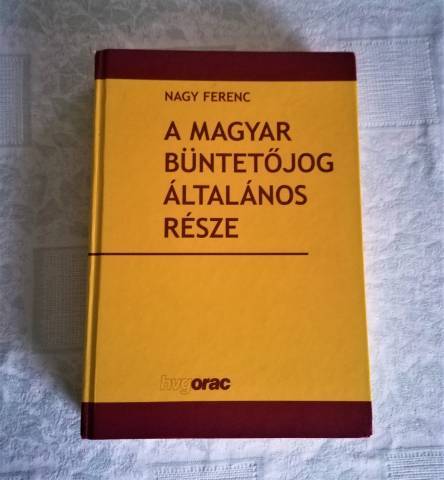 NAGY FERENC
A MAGYAR
BÜNTETŐJOG
ÁLTALÁNOS
RÉSZE
hvgorac